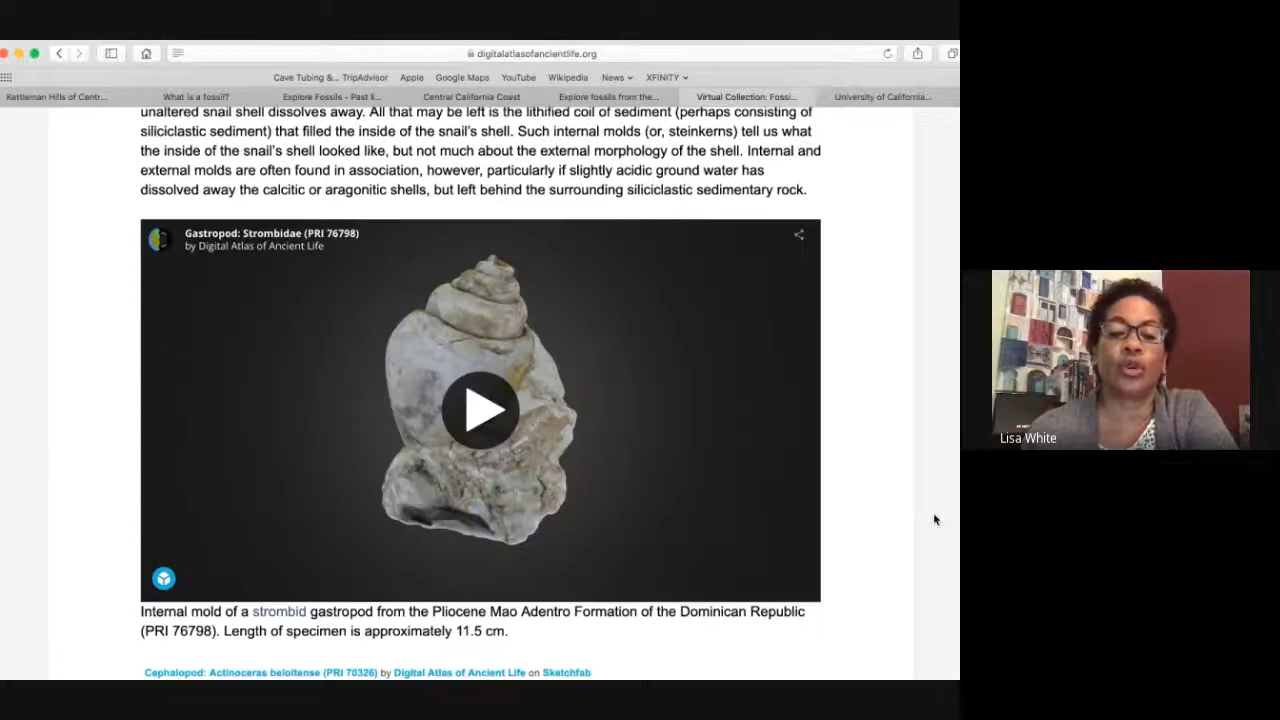 digitalatlasofancientlife.org
Cave Tubing &... TripAdvisor Apple Google Maps YouTube Wikipedia News XFINITY
Kettleman Hills of Centr... What is a fossil? Explore Fossils – Past li... Central California Coast Explore fossils from the... Virtual Collection: Fossi... University of California...
unaltered snail shell dissolves away. All that may be left is the lithified coil of sediment (perhaps consisting of
siliciclastic sediment) that filled the inside of the snail's shell. Such internal molds (or, steinkerns) tell us what
the inside of the snail's shell looked like, but not much about the external morphology of the shell. Internal and
external molds are often found in association, however, particularly if slightly acidic ground water has
dissolved away the calcitic or aragonitic shells, but left behind the surrounding siliciclastic sedimentary rock.
Gastropod: Strombidae (PRI 76798)
by Digital Atlas of Ancient Life
Lisa White
Internal mold of a strombid gastropod from the Pliocene Mao Adentro Formation of the Dominican Republic
(PRI 76798). Length of specimen is approximately 11.5 cm.
Cephalopod: Actinoceras beloitense (PRI 70326) by Digital Atlas of Ancient Life on Sketchfab